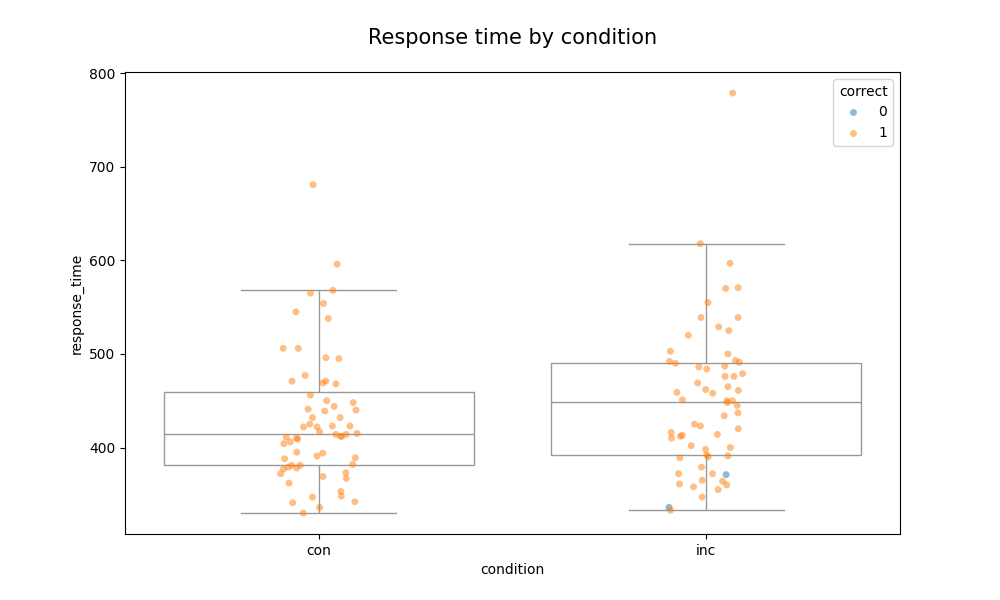 Response time by condition
800
700
600
500
400
response_time
con
inc
condition
correct
0
1